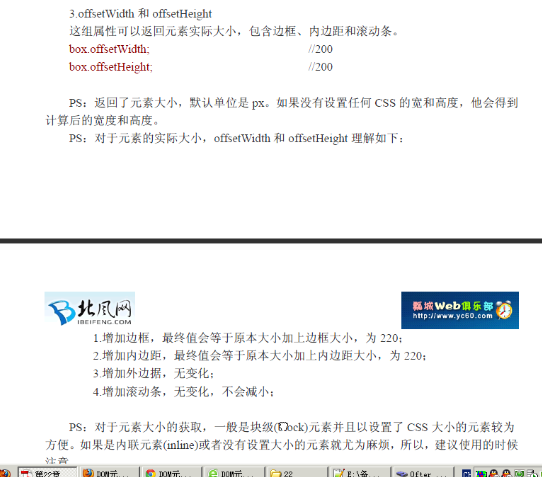 3.offsetWidth 和 offsetHeight
这组属性可以返回元素实际大小，包含边框、内边距和滚动条。
box.offsetWidth; //200
box.offsetHeight; //200
PS：返回了元素大小，默认单位是 px。如果没有设置任何 CSS 的宽和高度，他会得到
计算后的宽度和高度。
PS：对于元素的实际大小，offsetWidth 和 offsetHeight 理解如下：
北风网
IBEIFENG.COM
瓢城Web俱乐部
http://www.yc60.com
1.增加边框，最终值会等于原本大小加上边框大小，为 220；
2.增加内边距，最终值会等于原本大小加上内边距大小，为 220；
3.增加外边据，无变化；
4.增加滚动条，无变化，不会减小；
PS：对于元素大小的获取，一般是块级(block)元素并且以设置了 CSS 大小的元素较为
方便。如果是内联元素(inline)或者没有设置大小的元素就尤为麻烦，所以，建议使用的时候
注意
第22章 DOM元... DOM元... DOM元... 22 E:\备... Ofter ...